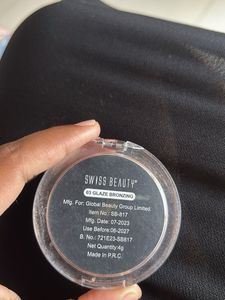 SWISS BEAUTY
03 GLAZE BRONZING
Mfg. For: Global Beauty Group Limited.
Item No.: SB-817
Mfg. Date: 07-2023
Use Before: 06-2027
B. No.: 721E23-SB817
Net Quantity:4g
Made in P.R.C.